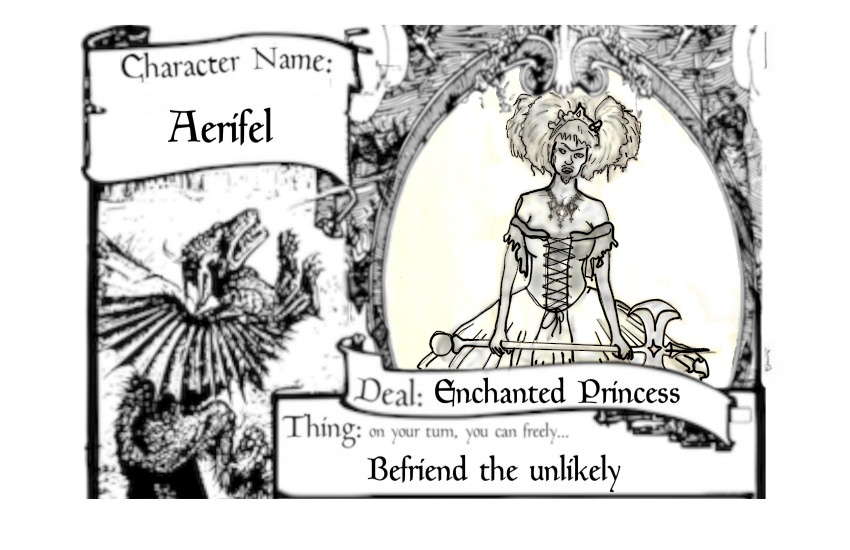 Character Name:
Aerifel
Deal: Enchanted Princess
Thing: on your turn, you can freely...
Befriend the unlikely